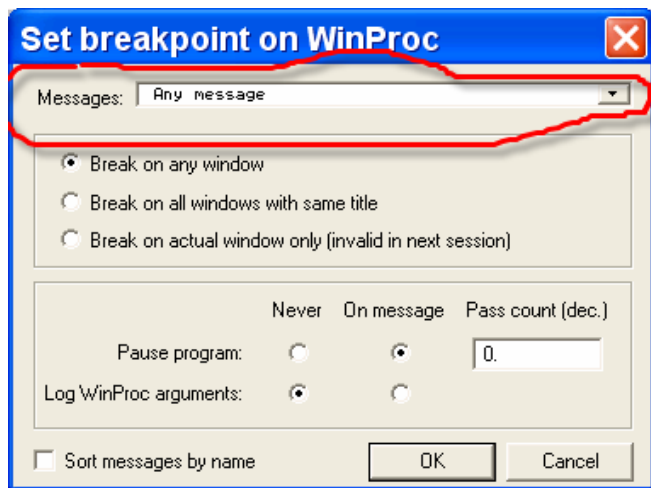 Set breakpoint on WinProc
Messages: Any message
Break on any window
Break on all windows with same title
Break on actual window only (invalid in next session)
Never On message Pass count (dec.)
Pause program: 0.
Log WinProc arguments:
Sort messages by name OK Cancel